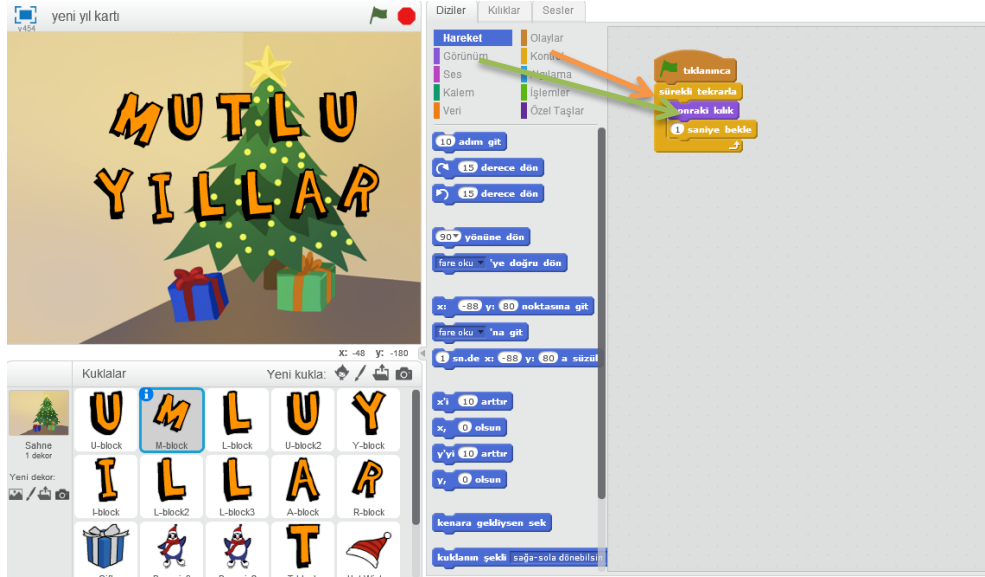 yeni yıl kartı
v454
MUTLU
YILLAR
X: -48 y: -180
Kuklalar
Yeni kukla:
Sahne
1 dekor
Yeni dekor:
U-block
M-block
L-block
U-block2
Y-block
I-block
L-block2
L-block3
A-block
R-block
Diziler
Kılıklar
Sesler
Hareket
Görünüm
Ses
Kalem
Veri
Olaylar
İşlemler
Özel Taşlar
10 adım git
15 derece dön
15 derece dön
90 yönüne dön
fare oku 'ye doğru dön
x: -88 y: 80 noktasına git
fare oku 'na git
1 sn.de x: -88 y: 80 a süzül
x'i 10 arttır
x, 0 olsun
y'yi 10 arttır
y, 0 olsun
kenara geldiysen sek
kuklanın şekli sağa-sola dönebilsin
tıklanınca
sürekli tekrarla
sonraki kılık
1 saniye bekle